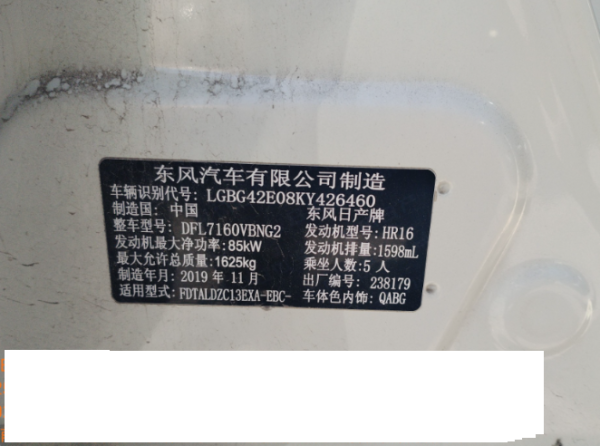 东风汽车有限公司制造
车辆识别代号: LGBG42E08KY426460
制造国: 中国 东风日产牌
整车型号: DFL7160VBNG2 发动机型号: HR16
发动机最大净功率: 85kW 发动机排量: 1598mL
最大允许总质量: 1625kg 乘坐人数: 5 人
制造年月: 2019 年 11 月 出厂编号: 238179
适用型式: FDTALDZC13EXA-EBC- 车体色内饰: QABG